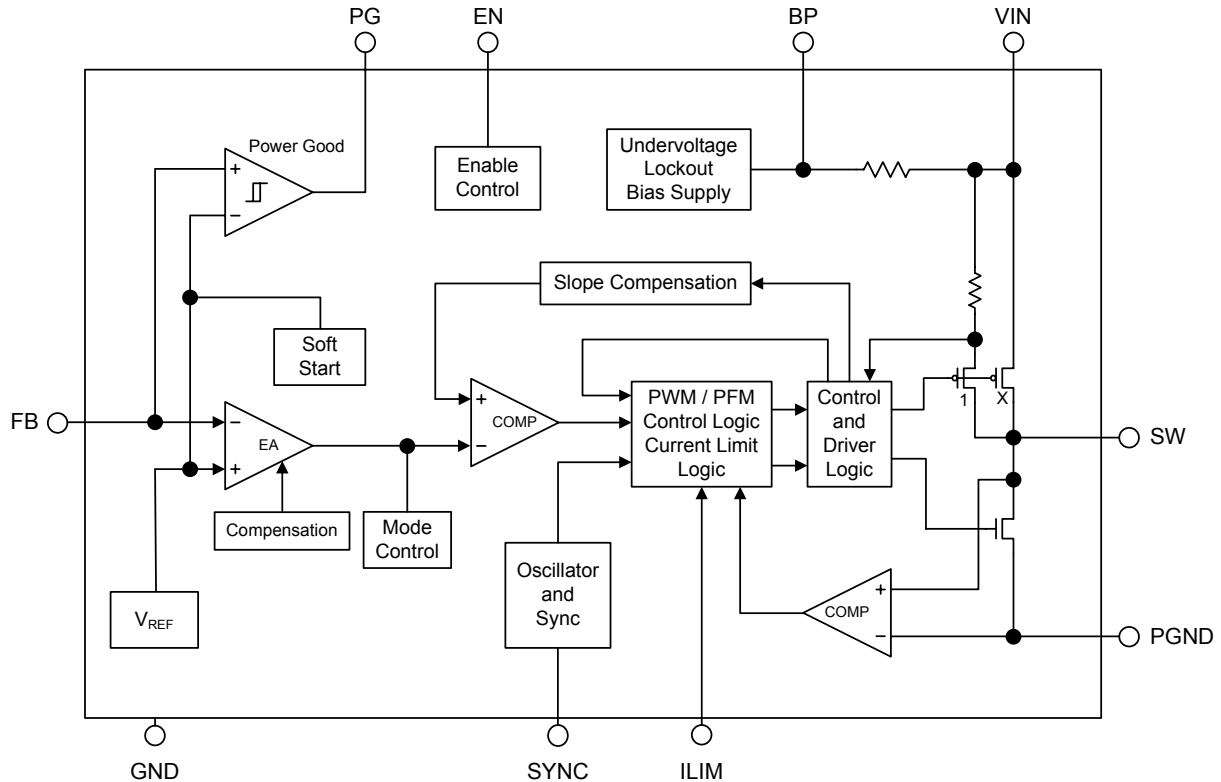 PG
EN
BP
VIN
Power Good
+
−
Enable
Control
Undervoltage
Lockout
Bias Supply
Slope Compensation
Soft
Start
FB
−
EA
+
+
COMP
−
PWM / PFM
Control Logic
Current Limit
Logic
Control
and
Driver
Logic
1
X
SW
Compensation
Mode
Control
Oscillator
and
Sync
VREF
+
COMP
−
PGND
GND
SYNC
ILIM